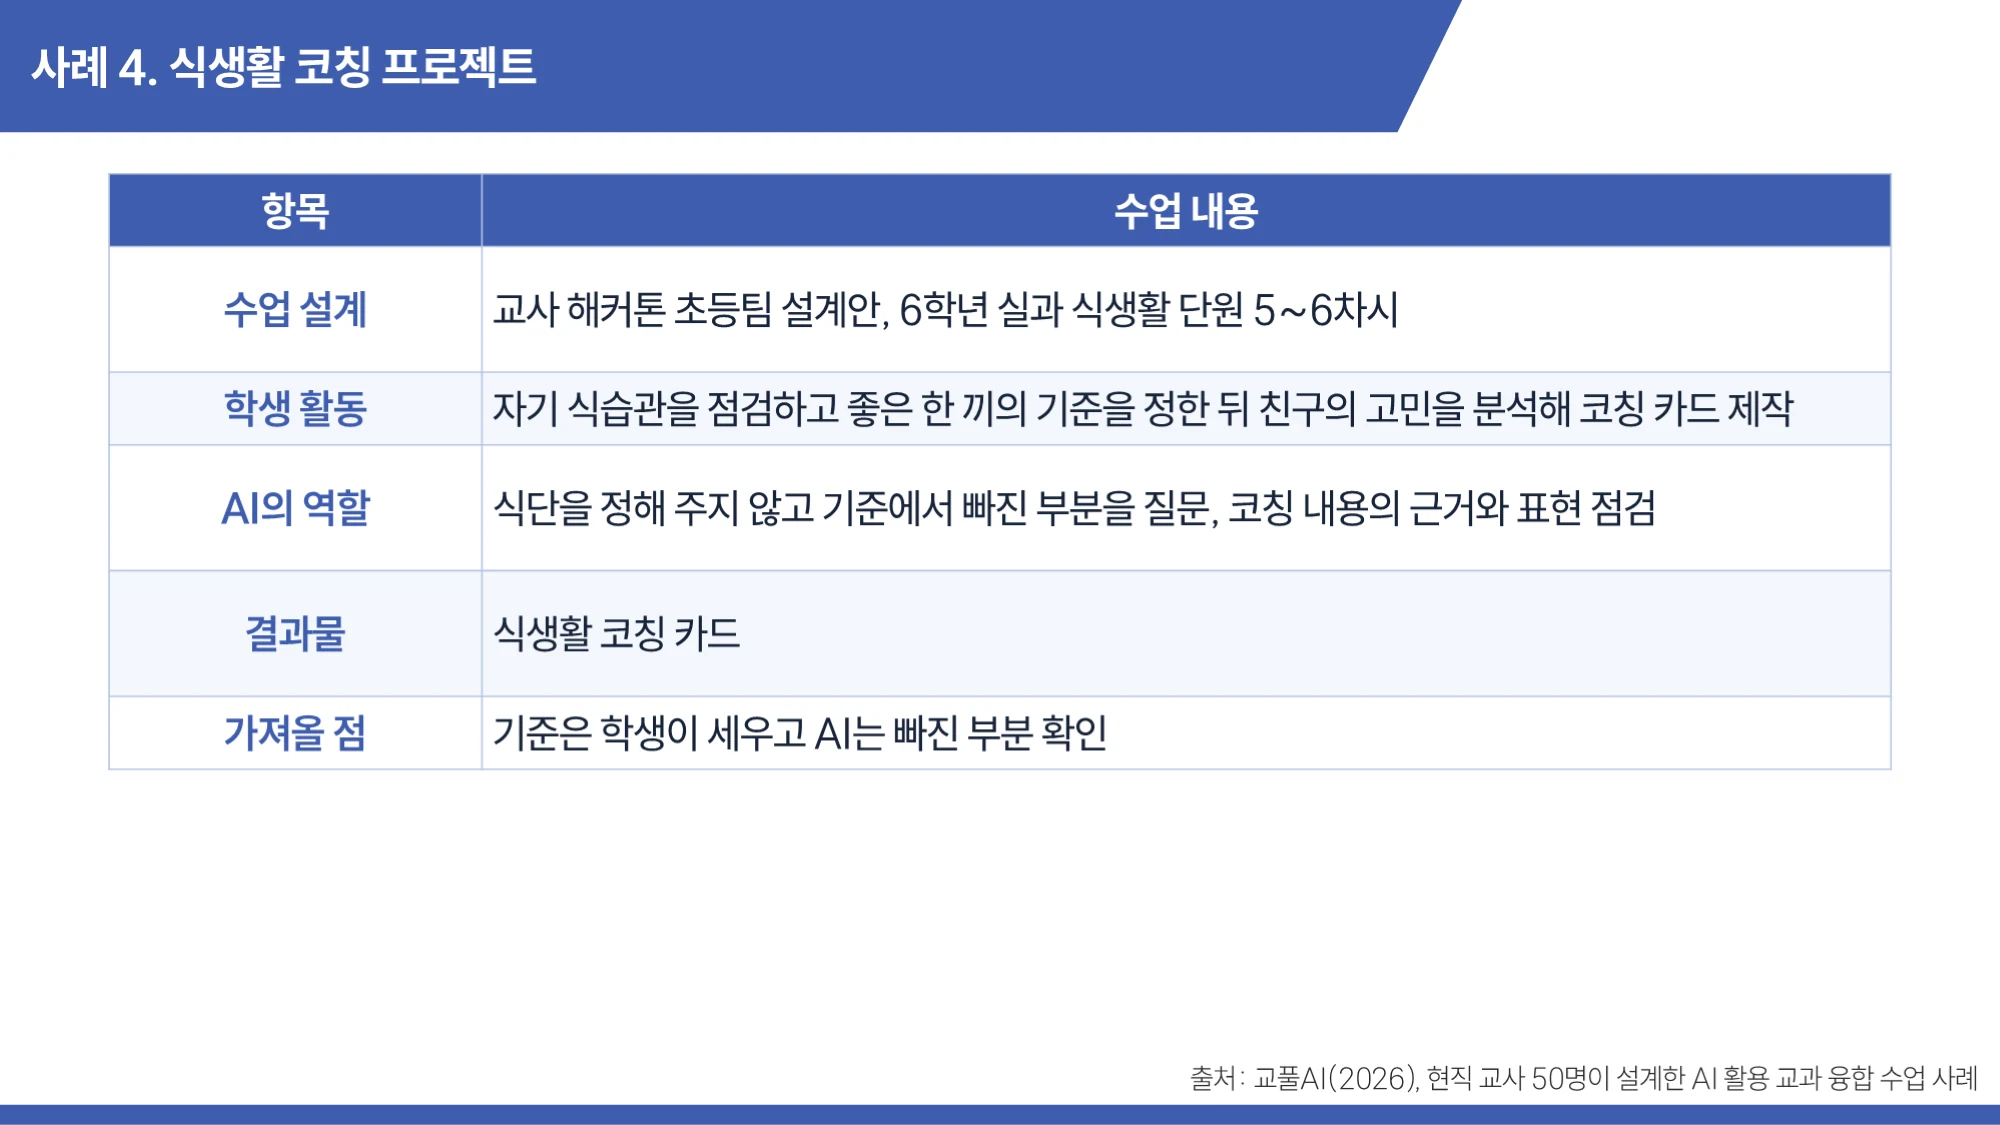 사례 4. 식생활 코칭 프로젝트
항목
수업 내용
수업 설계
교사 해커톤 초등팀 설계안, 6학년 실과 식생활 단원 5~6차시
학생 활동
자기 식습관을 점검하고 좋은 한 끼의 기준을 정한 뒤 친구의 고민을 분석해 코칭 카드 제작
AI의 역할
식단을 정해 주지 않고 기준에서 빠진 부분을 질문, 코칭 내용의 근거와 표현 점검
결과물
식생활 코칭 카드
가져올 점
기준은 학생이 세우고 AI는 빠진 부분 확인
출처: 교풀AI(2026), 현직 교사 50명이 설계한 AI 활용 교과 융합 수업 사례